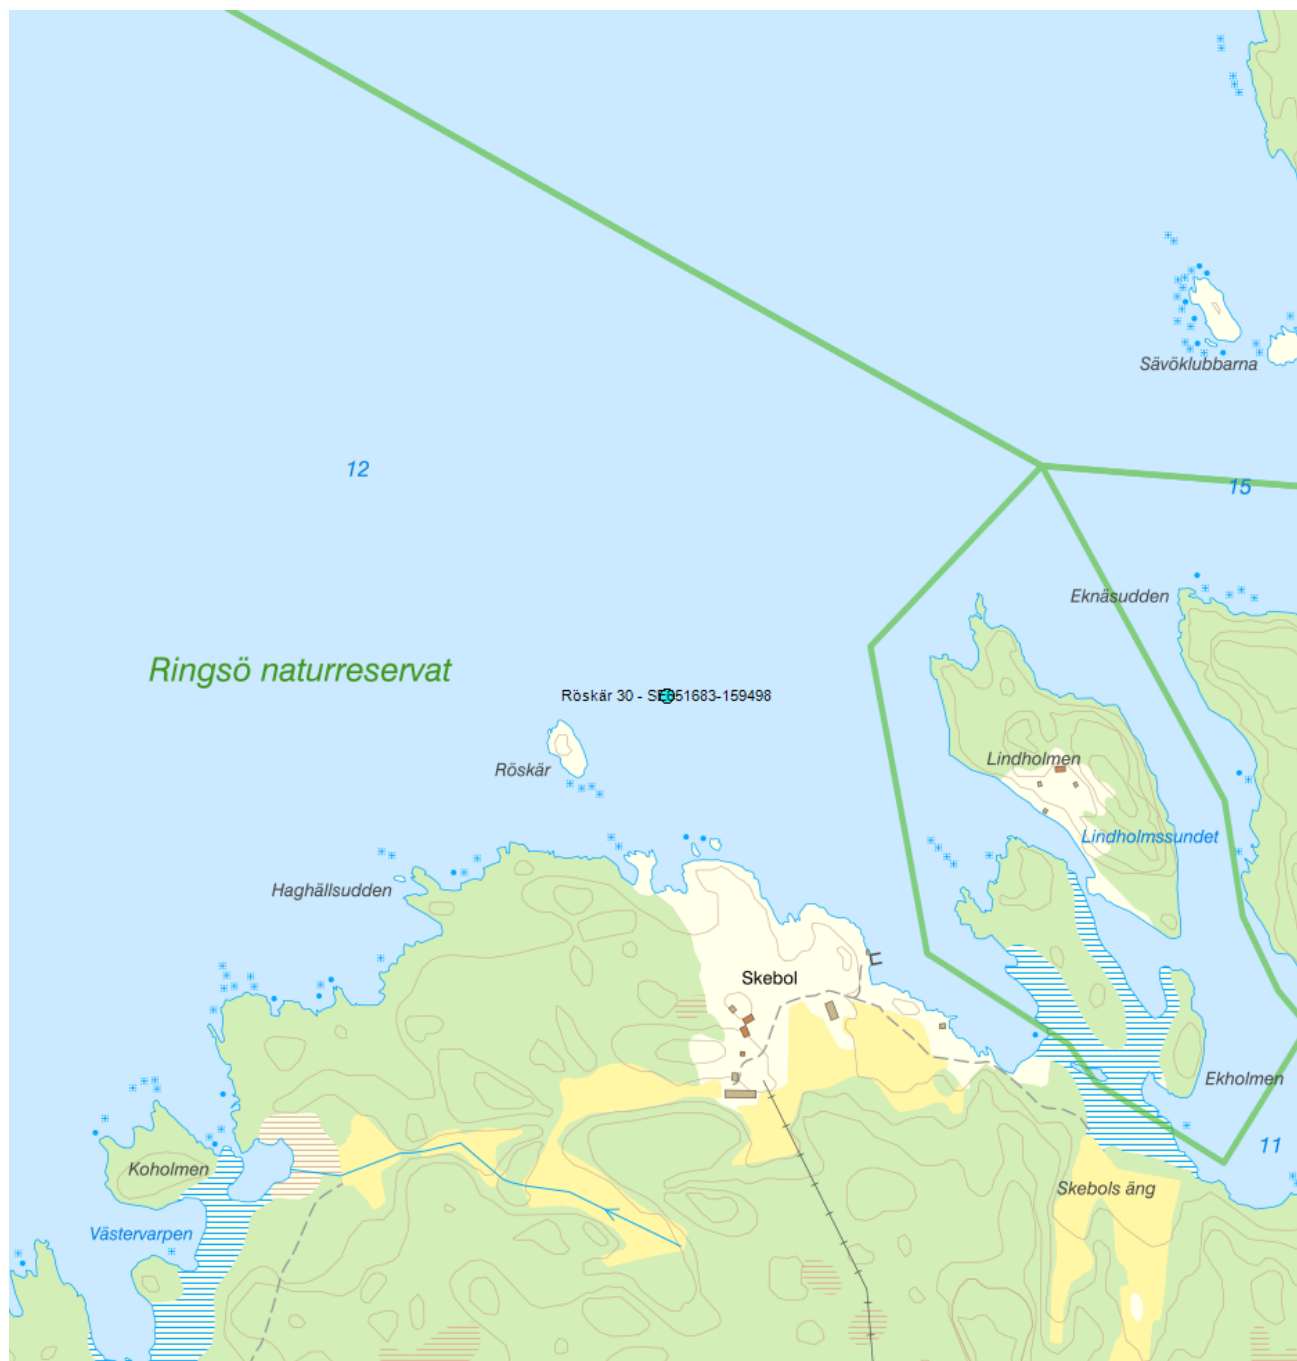 Sävöklubbarna
12
15
Eknäsudden
Ringsö naturreservat
Röskär 30 - SE651683-159498
Lindholmen
Röskär
Lindholmssundet
Haghällsudden
Skebol
Ekholmen
11
Koholmen
Skebols äng
Västervarpen